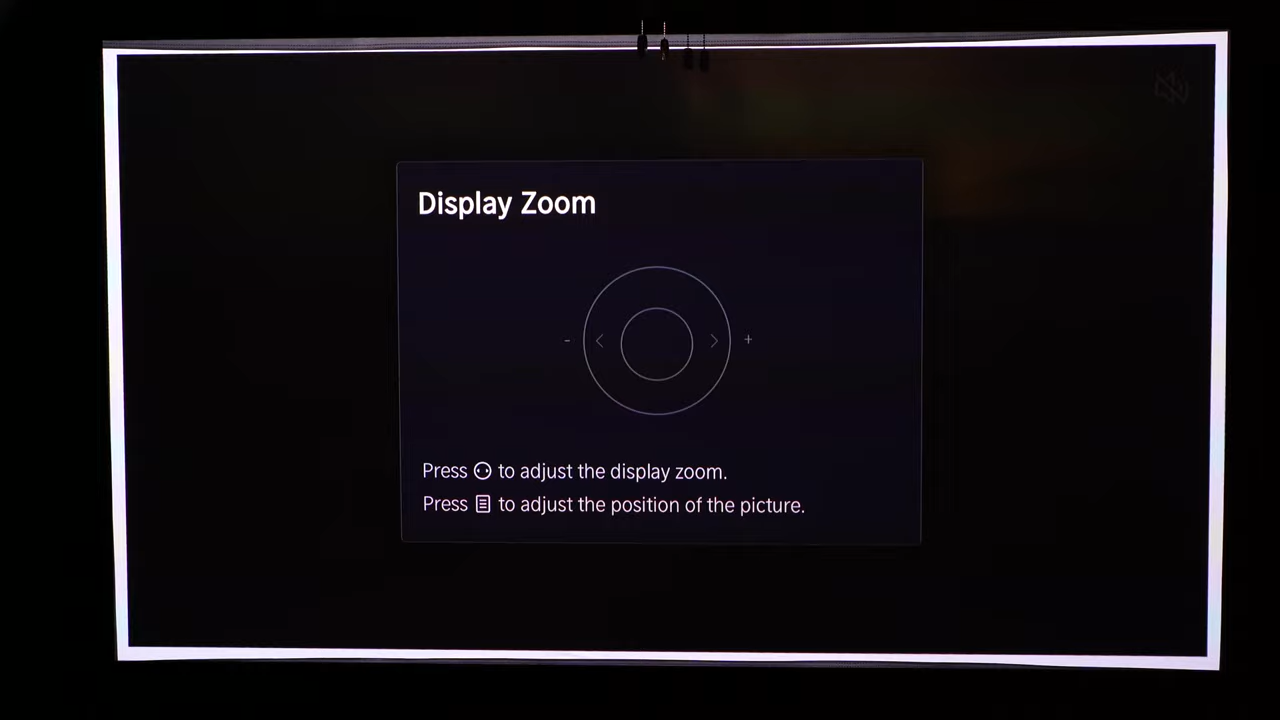 Display Zoom
- < > +
Press to adjust the display zoom.
Press to adjust the position of the picture.